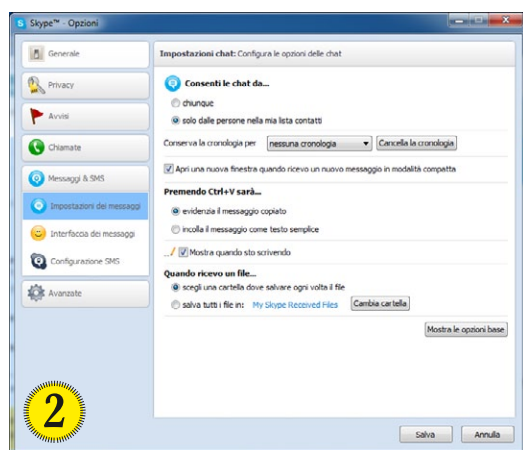 Skype™ - Opzioni
Generale
Privacy
Avvisi
Chiamate
Messaggi & SMS
Impostazioni dei messaggi
Interfaccia dei messaggi
Configurazione SMS
Avanzate
Impostazioni chat: Configura le opzioni delle chat
Consenti le chat da...
chiunque
solo dalle persone nella mia lista contatti
Conserva la cronologia per nessuna cronologia Cancella la cronologia
Apri una nuova finestra quando ricevo un nuovo messaggio in modalità compatta
Premendo Ctrl+V sarà...
evidenzia il messaggio copiato
incolla il messaggio come testo semplice
Mostra quando sto scrivendo
Quando ricevo un file...
scegli una cartella dove salvare ogni volta il file
salva tutti i file in: My Skype Received Files Cambia cartella
Mostra le opzioni base
Salva Annulla
2